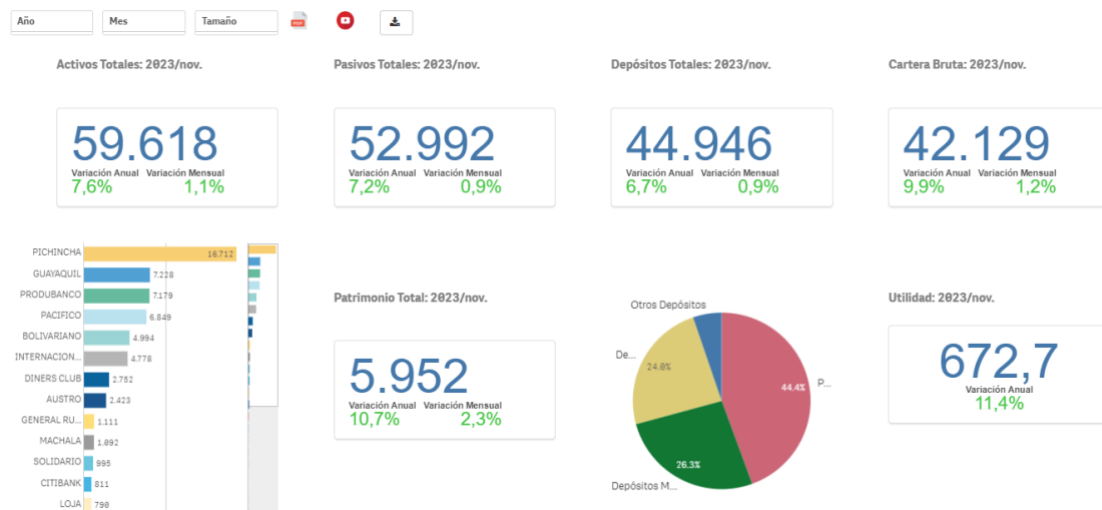 Año Mes Tamaño
PDF
Activos Totales: 2023/nov.
59.618
Variación Anual Variación Mensual
7,6% 1,1%
Pasivos Totales: 2023/nov.
52.992
Variación Anual Variación Mensual
7,2% 0,9%
Depósitos Totales: 2023/nov.
44.946
Variación Anual Variación Mensual
6,7% 0,9%
Cartera Bruta: 2023/nov.
42.129
Variación Anual Variación Mensual
9,9% 1,2%
PICHINCHA 16.712
GUAYAQUIL 7.228
PRODUBANCO 7.179
PACIFICO 6.849
BOLIVARIANO 4.994
INTERNACION... 4.778
DINERS CLUB 2.752
AUSTRO 2.423
GENERAL RU... 1.111
MACHALA 1.092
SOLIDARIO 995
CITIBANK 811
LOJA 790
Patrimonio Total: 2023/nov.
5.952
Variación Anual Variación Mensual
10,7% 2,3%
Otros Depósitos
De...
24.0%
44.4%
P...
26.3%
Depósitos M...
Utilidad: 2023/nov.
672,7
Variación Anual
11,4%